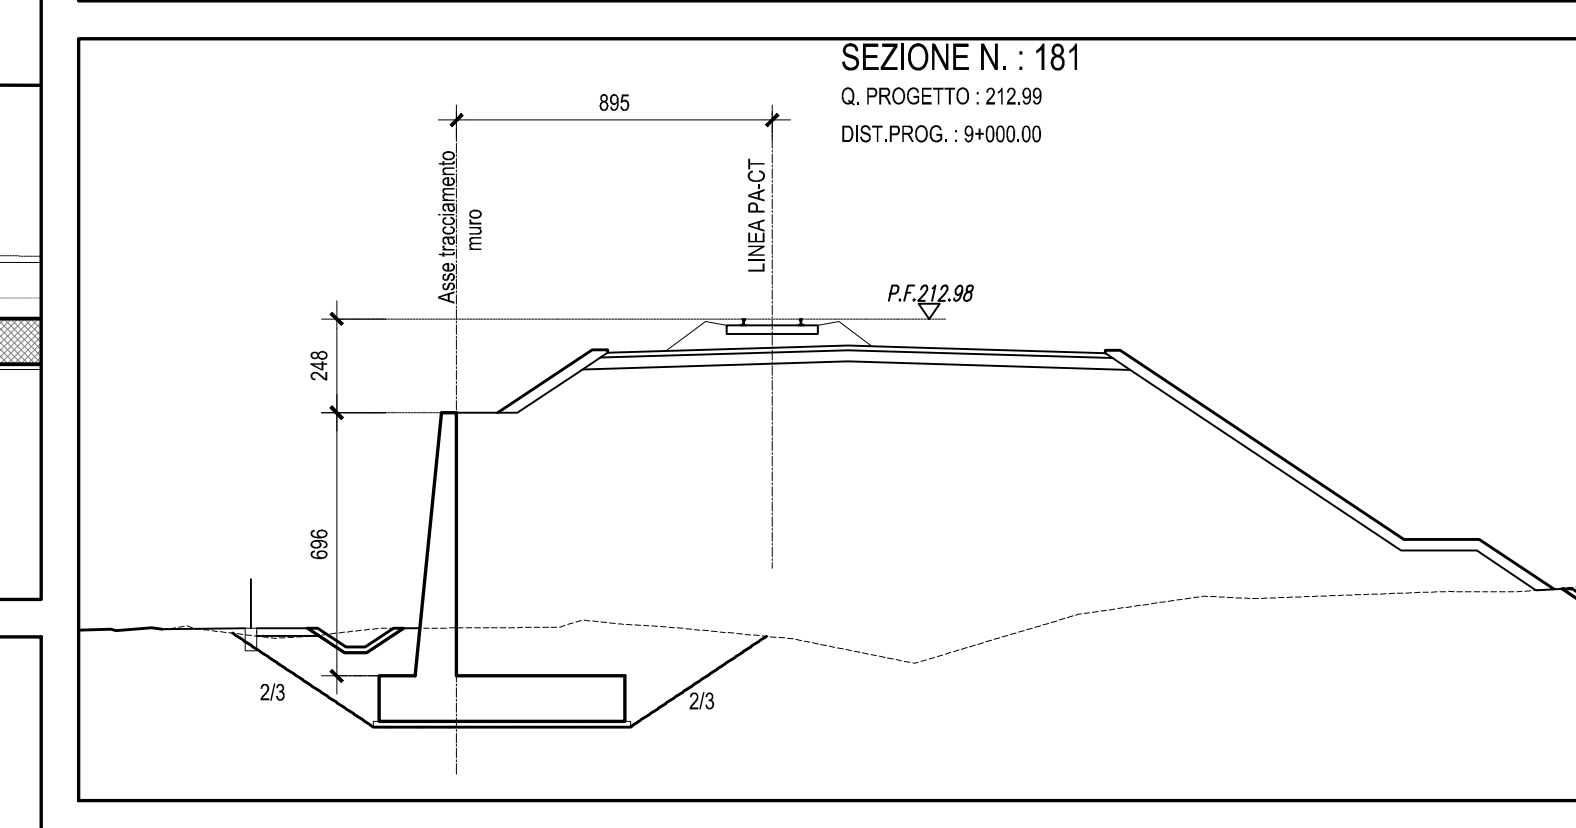 SEZIONE N. : 181
Q. PROGETTO : 212.99
DIST.PROG. : 9+000.00
895
Asse tracciamento
muro
LINEA PA-CT
P.F.212.98
248
696
2/3
2/3